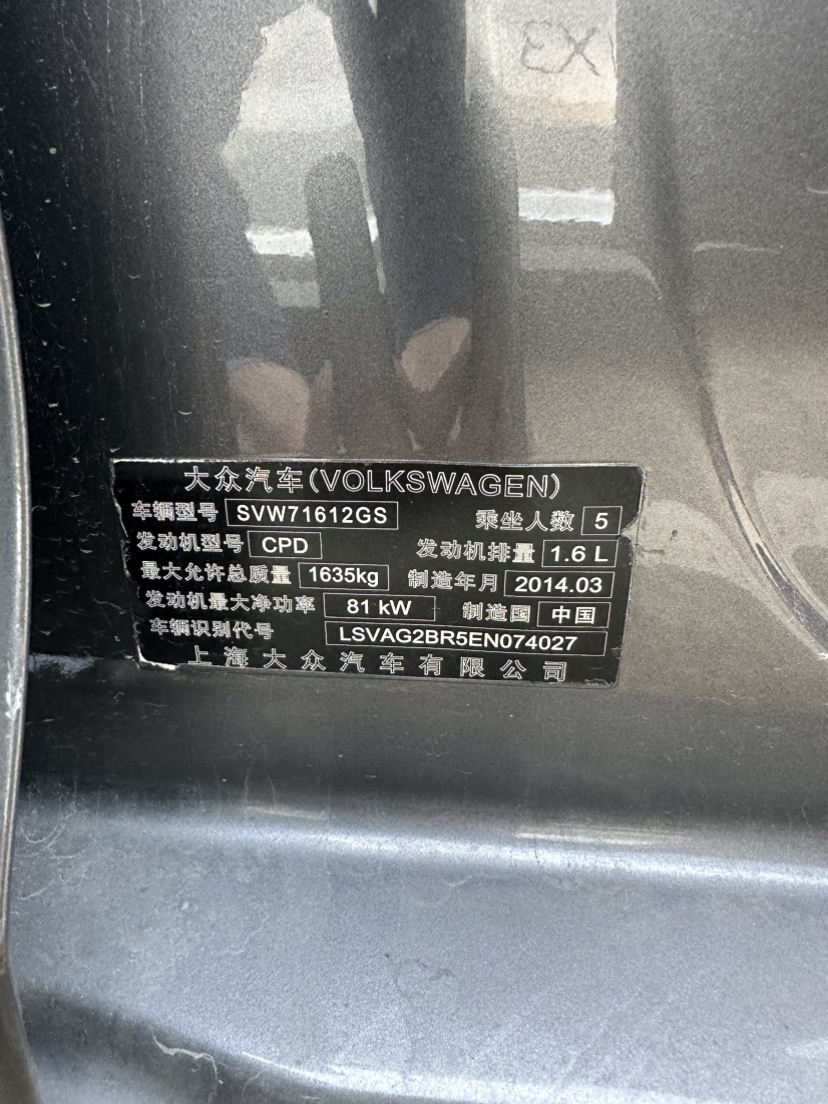 EX
大众汽车(VOLKSWAGEN)
车辆型号 SVW71612GS 乘坐人数 5
发动机型号 CPD 发动机排量 1.6 L
最大允许总质量 1635kg 制造年月 2014.03
发动机最大净功率 81 kW 制造国 中国
车辆识别代号 LSVAG2BR5EN074027
上海大众汽车有限公司